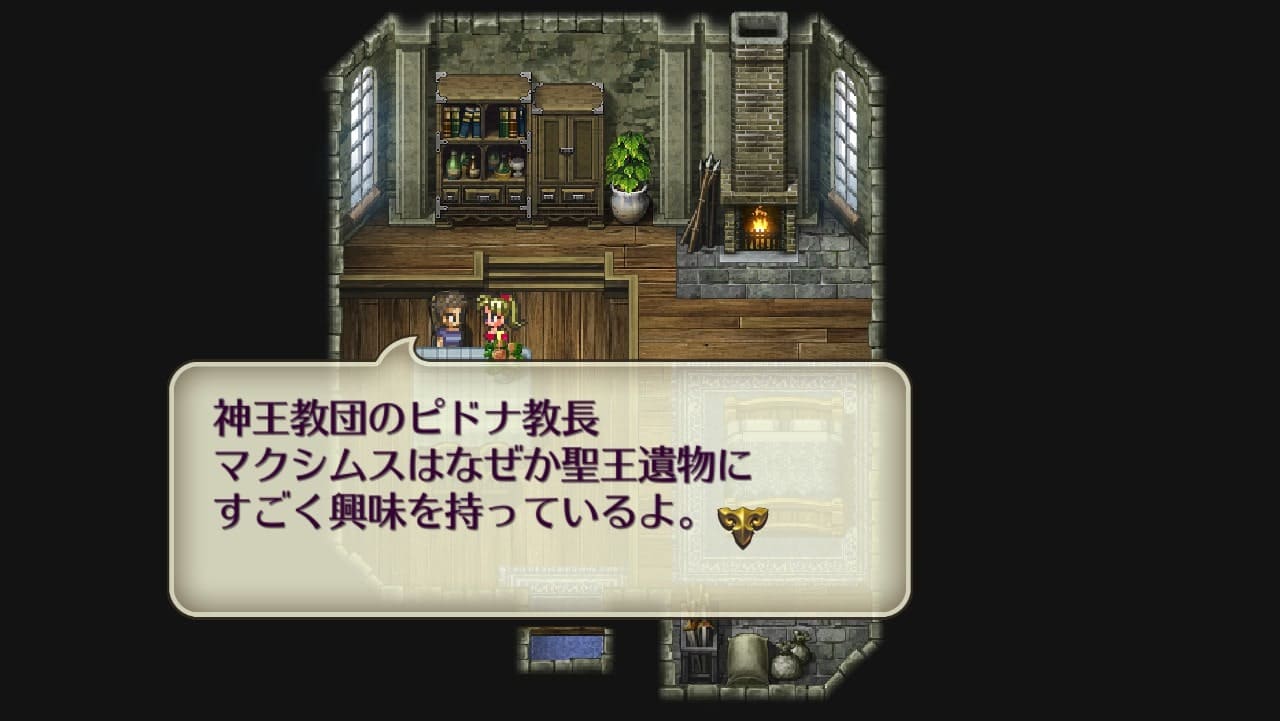 神王教団のピドナ教長
マクシムスはなぜか聖王遺物に
すごく興味を持っているよ。